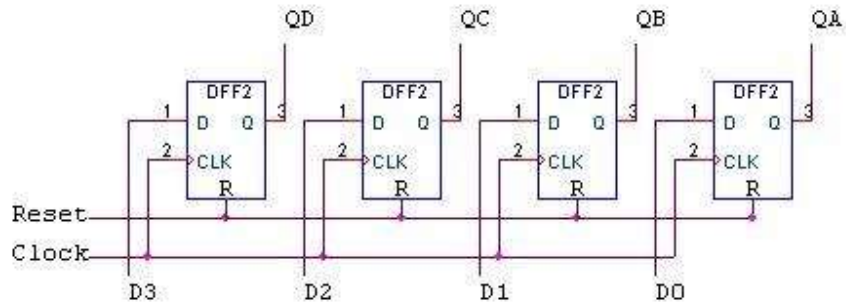 QD QC QB QA
DFF2 DFF2 DFF2 DFF2
1 D Q 3 1 D Q 3 1 D Q 3 1 D Q 3
2 CLK 2 CLK 2 CLK 2 CLK
R R R R
Reset
Clock
D3 D2 D1 D0